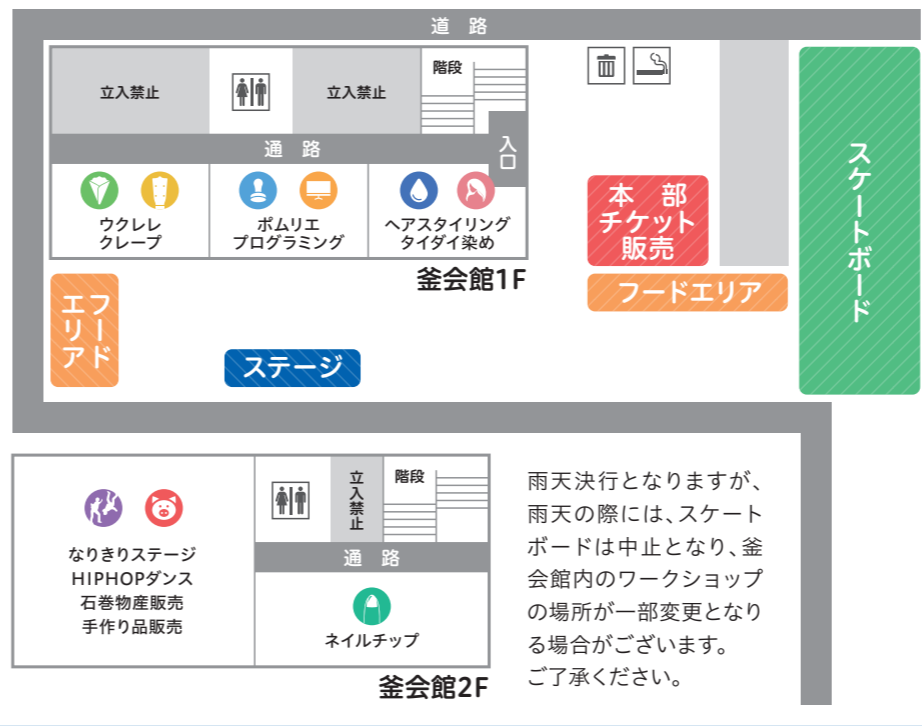 道 路
立入禁止
立入禁止
階段
通 路
入口
ウクレレ
クレープ
ポムリエ
プログラミング
ヘアスタイリング
タイダイ染め
釜会館1F
本 部
チケット
販売
スケートボード
フードエリア
フード
エリア
ステージ
なりきりステージ
HIPHOPダンス
石巻物産販売
手作り品販売
立入禁止
階段
通 路
ネイルチップ
釜会館2F
雨天決行となりますが、
雨天の際には、スケート
ボードは中止となり、釜
会館内のワークショップ
の場所が一部変更となり
る場合がございます。
ご了承ください。